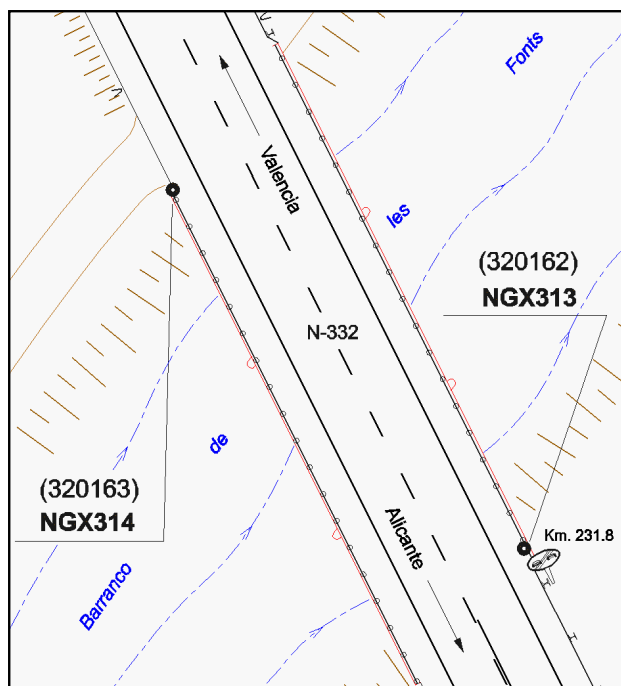 Fonts
Valencia
les
(320162)
NGX313
N-332
de
(320163)
NGX314
Alicante
Km. 231.8
Barranco